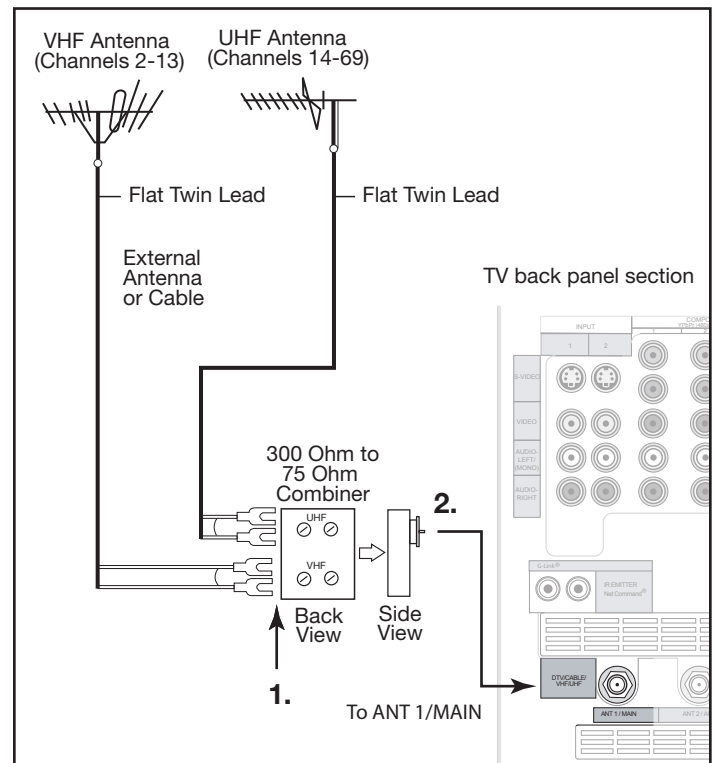 VHF Antenna
(Channels 2-13)
UHF Antenna
(Channels 14-69)
Flat Twin Lead
Flat Twin Lead
External
Antenna
or Cable
TV back panel section
INPUT
1 2
S-VIDEO
VIDEO
AUDIO-
LEFT/
(MONO)
AUDIO-
RIGHT
300 Ohm to
75 Ohm
Combiner
UHF
VHF
2.
Back
View
Side
View
1.
G-Link®
IR EMITTER
NetCommand®
DTV/CABLE/
VHF/UHF
ANT 1 / MAIN
To ANT 1/MAIN
ANT 2 /